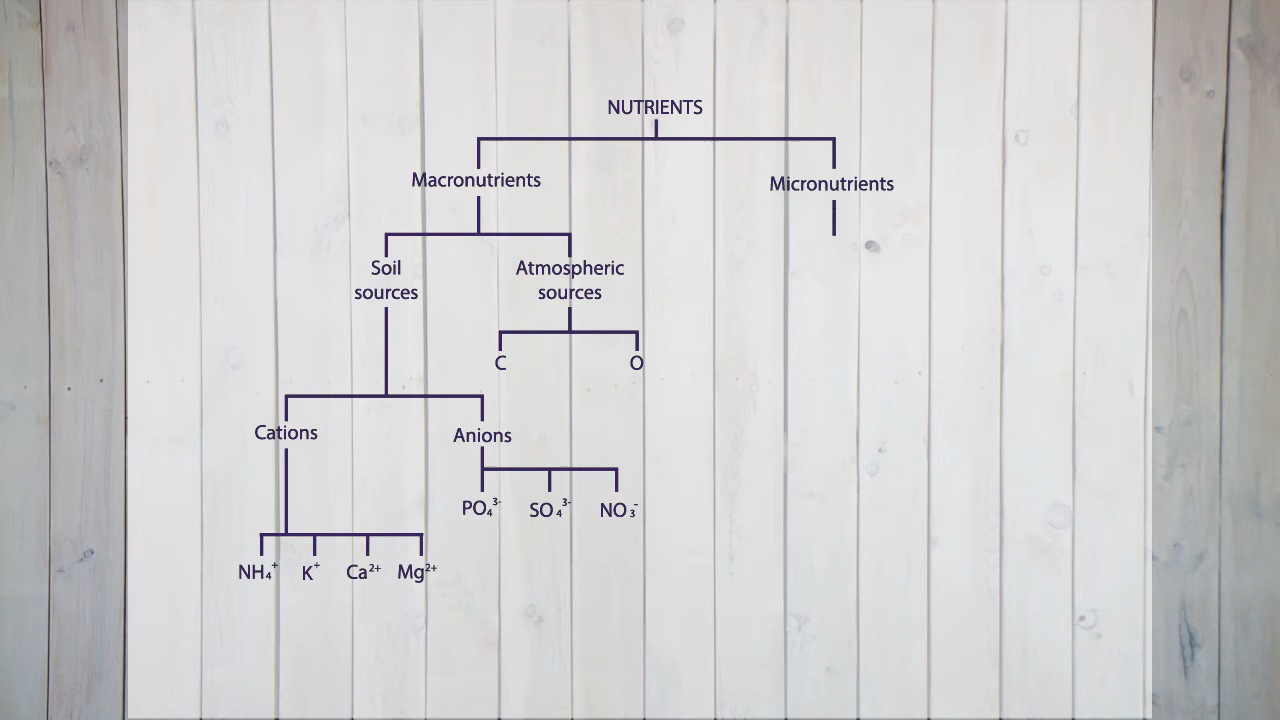 NUTRIENTS
Macronutrients
Micronutrients
Soil
sources
Atmospheric
sources
C
O
Cations
Anions
PO₄³⁻
SO₄³⁻
NO₃⁻
NH₄⁺
K⁺
Ca²⁺
Mg²⁺